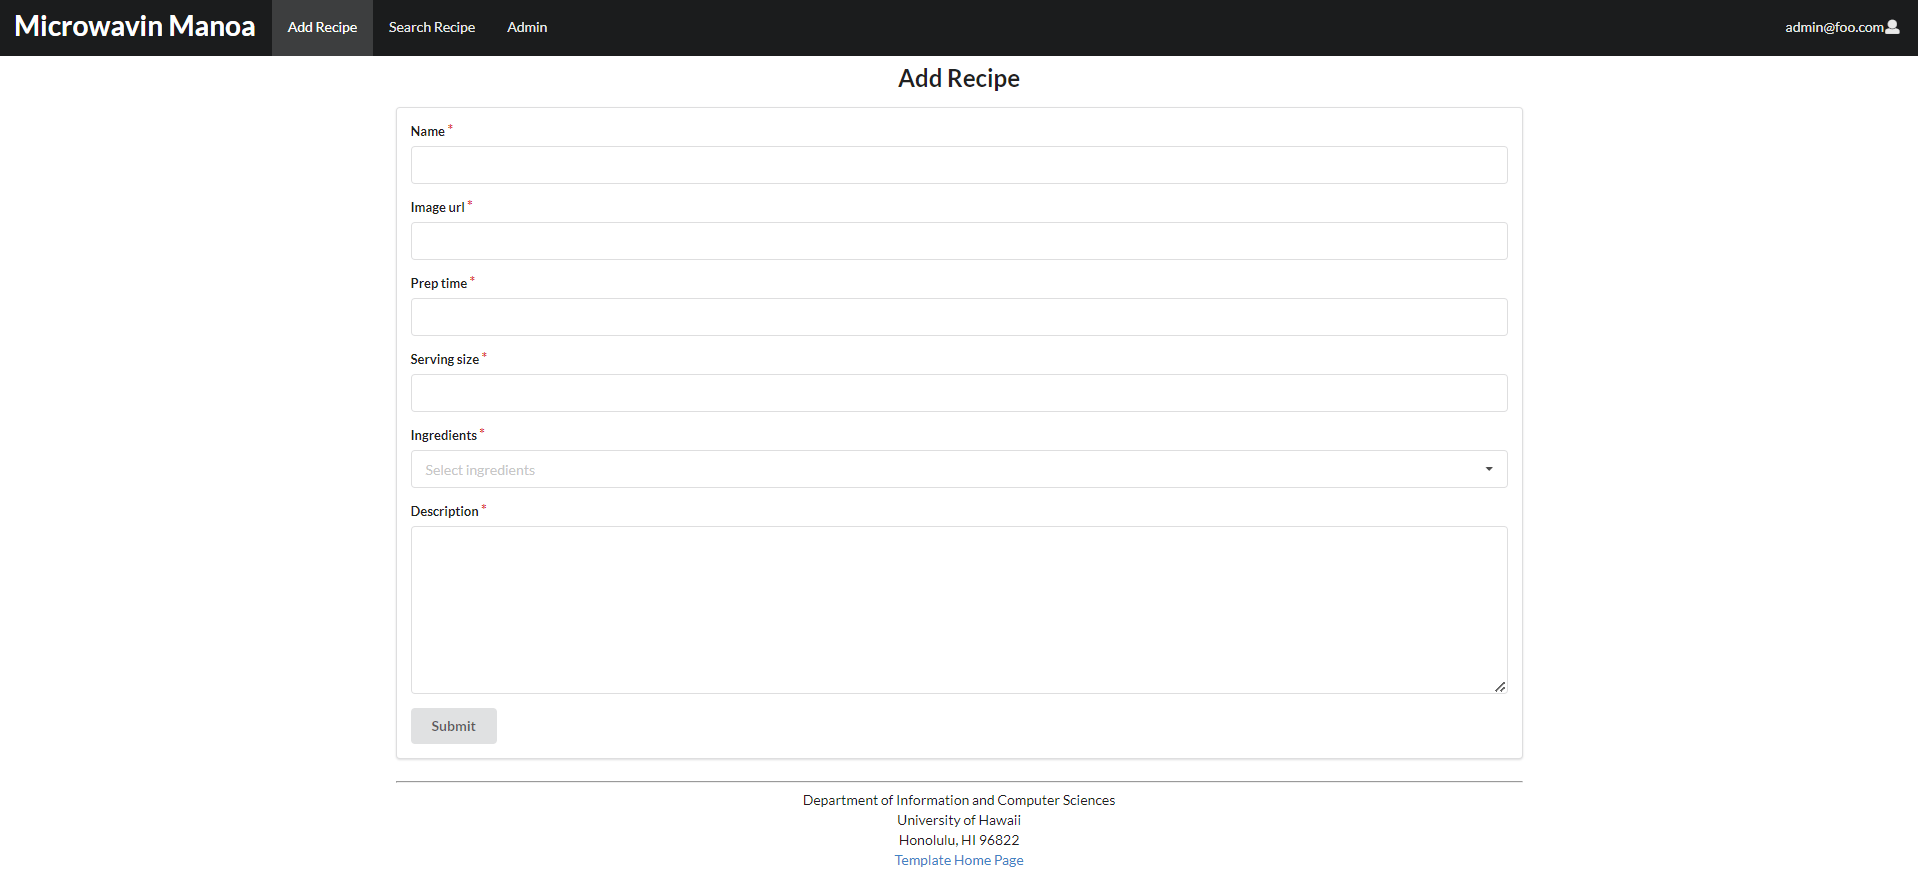 Microwavin Manoa
Add Recipe
Search Recipe
Admin
admin@foo.com
Add Recipe
Name *
Image url *
Prep time *
Serving size *
Ingredients *
Select ingredients
Description *
Submit
Department of Information and Computer Sciences
University of Hawaii
Honolulu, HI 96822
Template Home Page